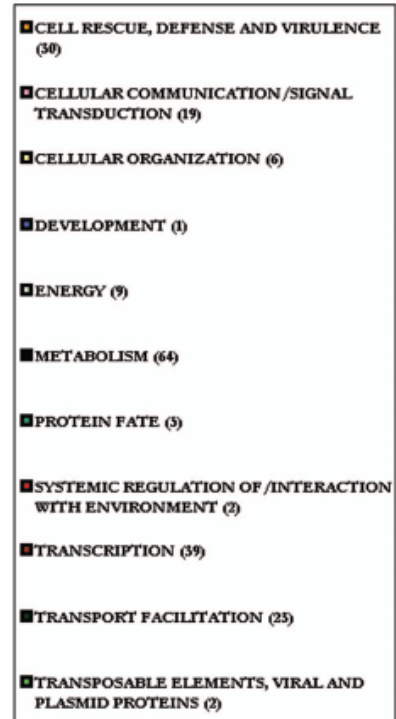 CELL RESCUE, DEFENSE AND VIRULENCE
(30)
CELLULAR COMMUNICATION /SIGNAL
TRANSDUCTION (19)
CELLULAR ORGANIZATION (6)
DEVELOPMENT (1)
ENERGY (9)
METABOLISM (64)
PROTEIN FATE (5)
SYSTEMIC REGULATION OF /INTERACTION
WITH ENVIRONMENT (2)
TRANSCRIPTION (39)
TRANSPORT FACILITATION (25)
TRANSPOSABLE ELEMENTS, VIRAL AND
PLASMID PROTEINS (2)